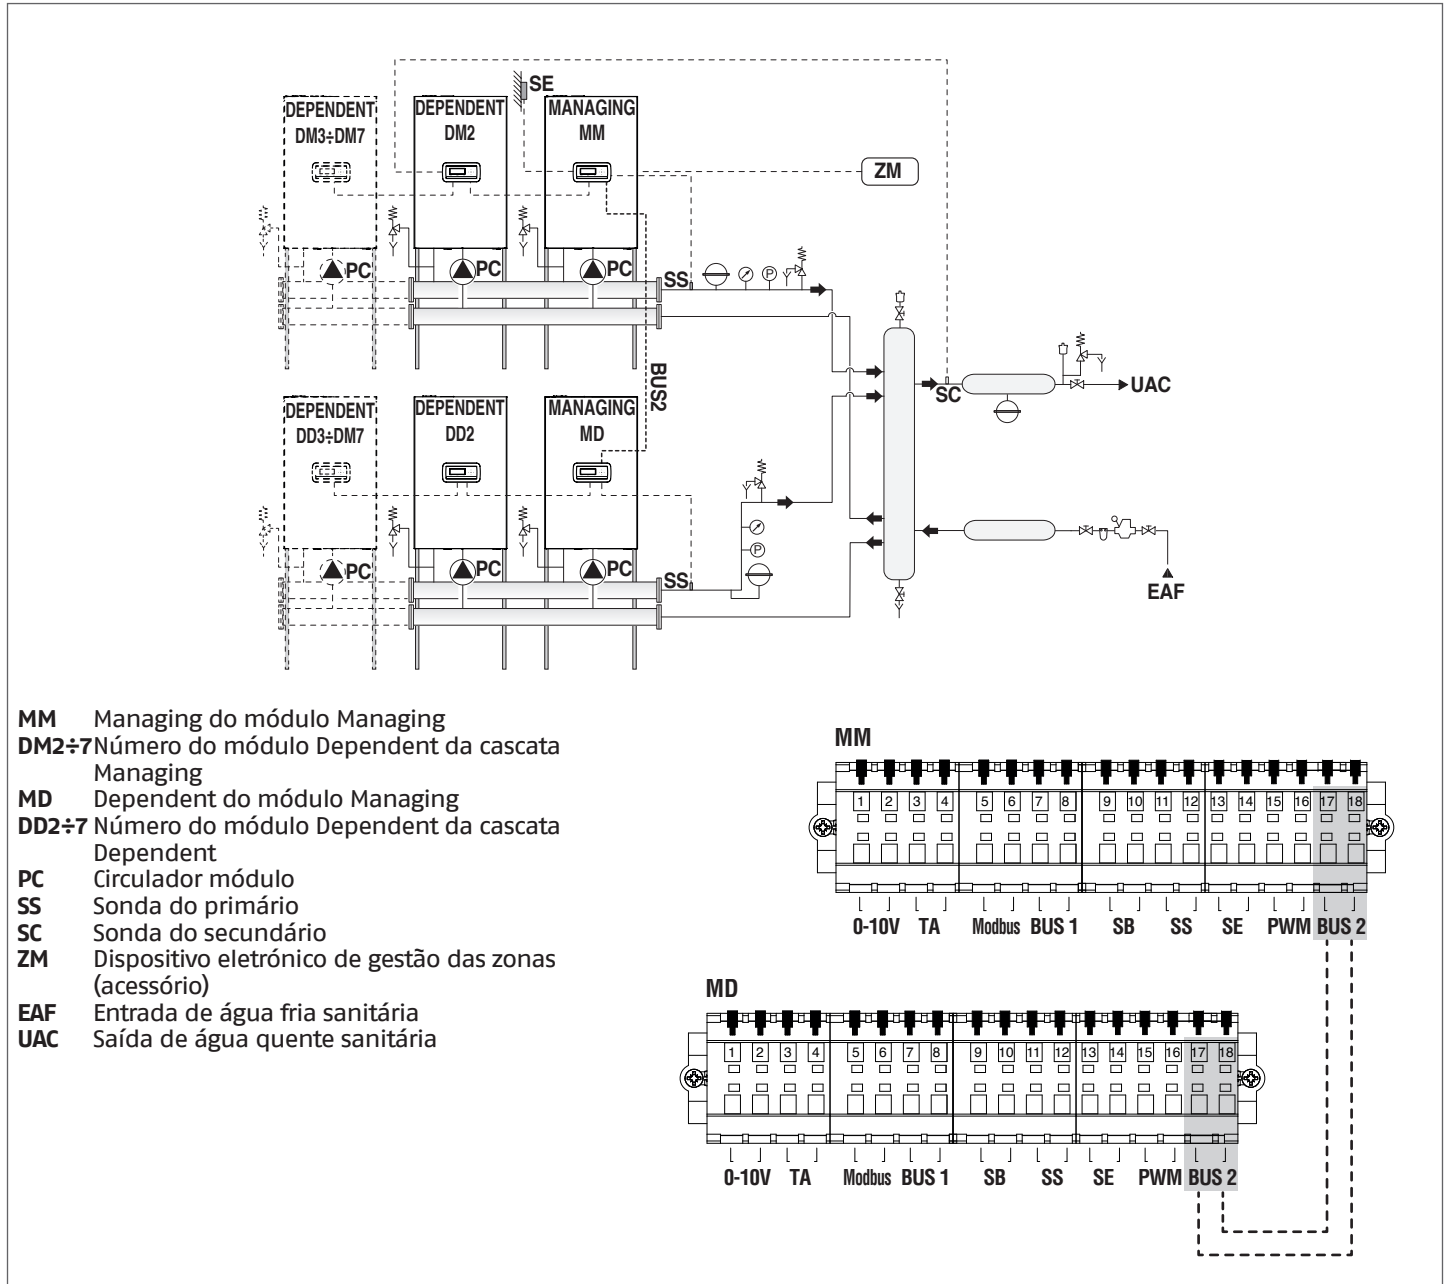 SE
DEPENDENT
DM3÷DM7
DEPENDENT
DM2
MANAGING
MM
ZM
PC
PC
PC
SS
P
BUS2
SC
UAC
DEPENDENT
DD3÷DM7
DEPENDENT
DD2
MANAGING
MD
P
PC
PC
PC
SS
EAF
MM Managing do módulo Managing
DM2÷7 Número do módulo Dependent da cascata
Managing
MD Dependent do módulo Managing
DD2÷7 Número do módulo Dependent da cascata
Dependent
PC Circulador módulo
SS Sonda do primário
SC Sonda do secundário
ZM Dispositivo eletrónico de gestão das zonas
(acessório)
EAF Entrada de água fria sanitária
UAC Saída de água quente sanitária
MM
1 2 3 4 5 6 7 8 9 10 11 12 13 14 15 16 17 18
0-10V TA Modbus BUS 1 SB SS SE PWM BUS 2
MD
1 2 3 4 5 6 7 8 9 10 11 12 13 14 15 16 17 18
0-10V TA Modbus BUS 1 SB SS SE PWM BUS 2